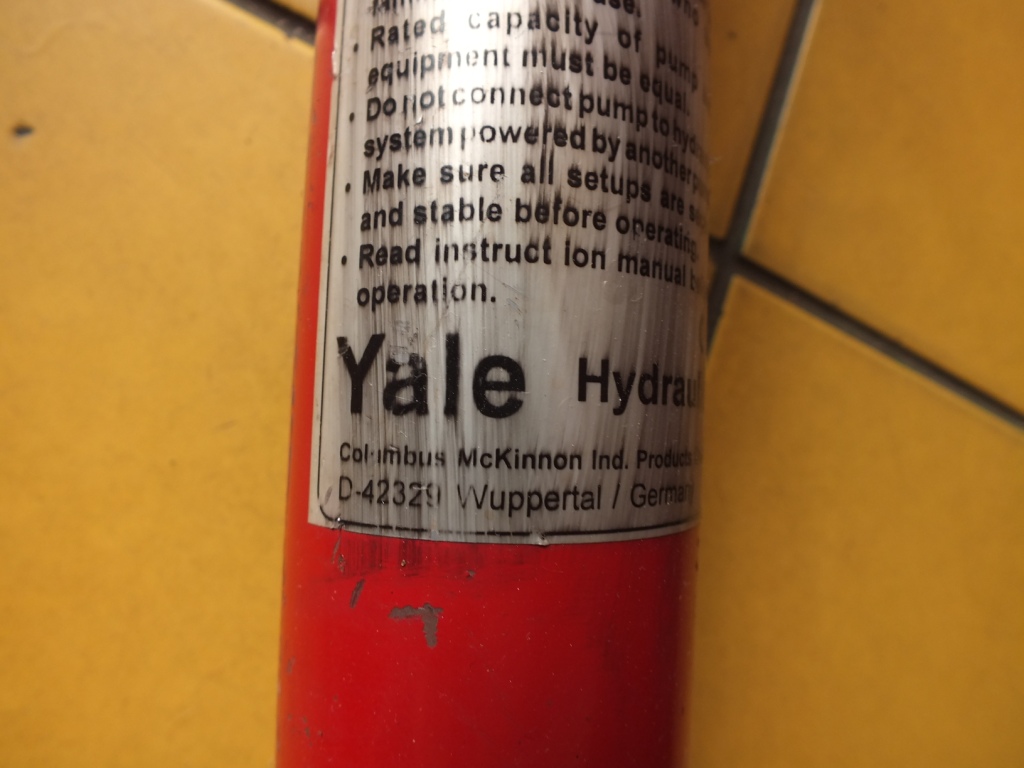 • Rated capacity of pump
equipment must be equal
• Do not connect pump to
system powered by another
• Make sure all setups are
and stable before operating
• Read instruct ion manual
operation.
Yale Hydrau
Columbus McKinnon Ind. Products
D-42329 Wuppertal / Germany